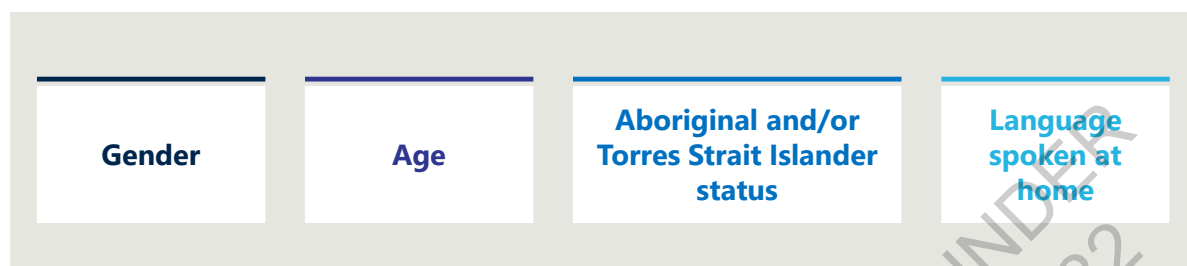 Gender
Age
Aboriginal and/or
Torres Strait Islander
status
Language
spoken at
home